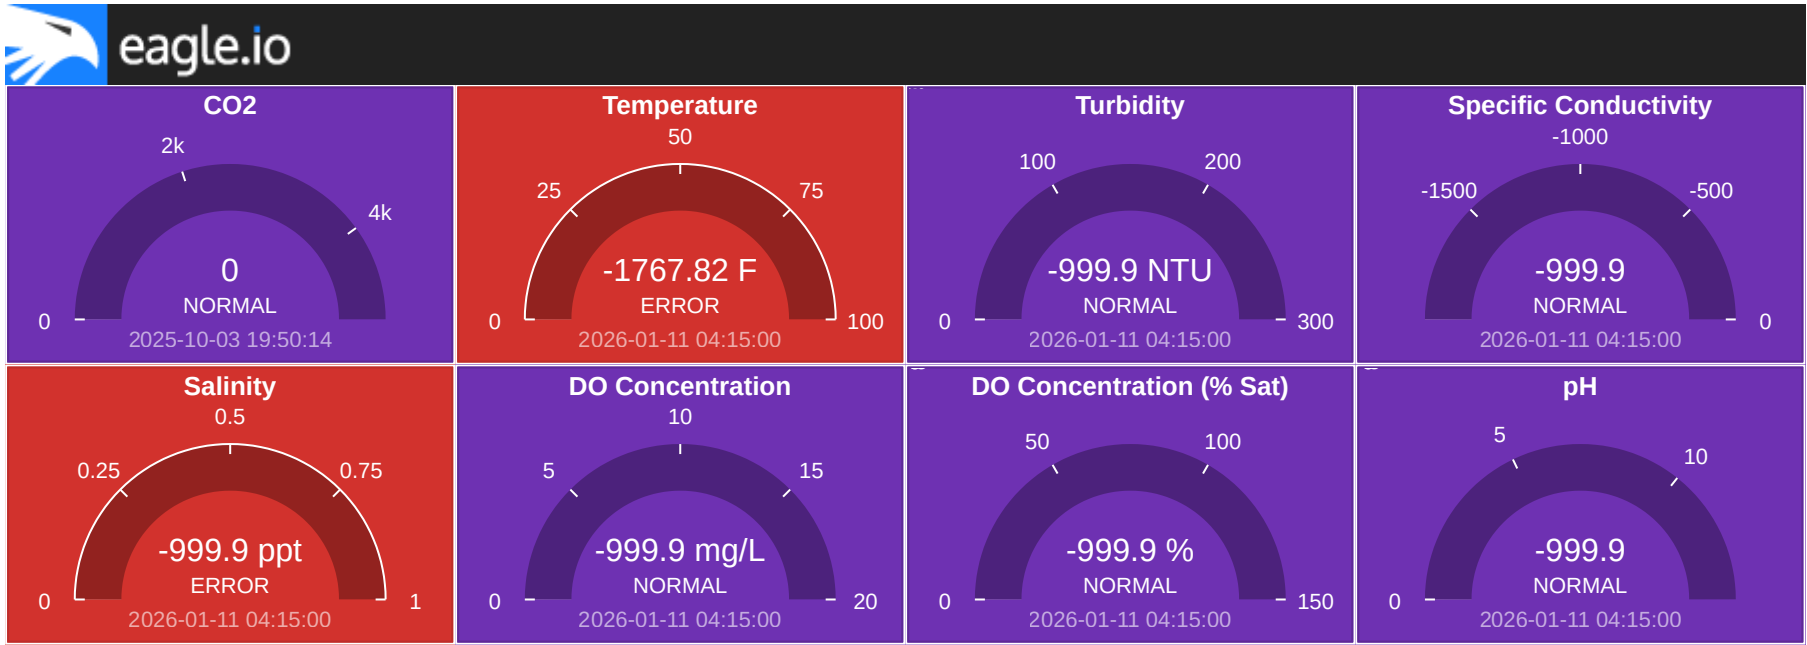 eagle.io
CO2
2k
4k
0
NORMAL
0
2025-10-03 19:50:14
Temperature
50
25
75
-1767.82 F
ERROR
0
100
2026-01-11 04:15:00
Turbidity
100
200
-999.9 NTU
NORMAL
0
300
2026-01-11 04:15:00
Specific Conductivity
-1000
-1500
-500
-999.9
NORMAL
0
2026-01-11 04:15:00
Salinity
0.5
0.25
0.75
-999.9 ppt
ERROR
0
1
2026-01-11 04:15:00
DO Concentration
10
5
15
-999.9 mg/L
NORMAL
0
20
2026-01-11 04:15:00
DO Concentration (% Sat)
50
100
-999.9 %
NORMAL
0
150
2026-01-11 04:15:00
pH
5
10
-999.9
NORMAL
0
2026-01-11 04:15:00